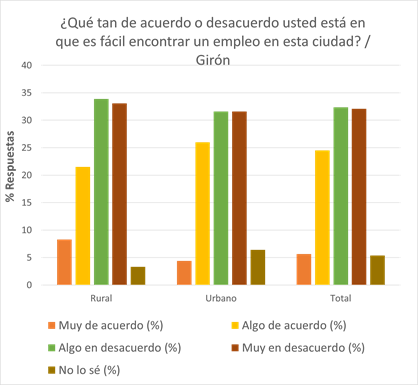 ¿Qué tan de acuerdo o desacuerdo usted está en
que es fácil encontrar un empleo en esta ciudad? /
Girón
40
35
30
25
20
15
10
5
0
% Respuestas
Rural Urbano Total
Muy de acuerdo (%) Algo de acuerdo (%)
Algo en desacuerdo (%) Muy en desacuerdo (%)
No lo sé (%)